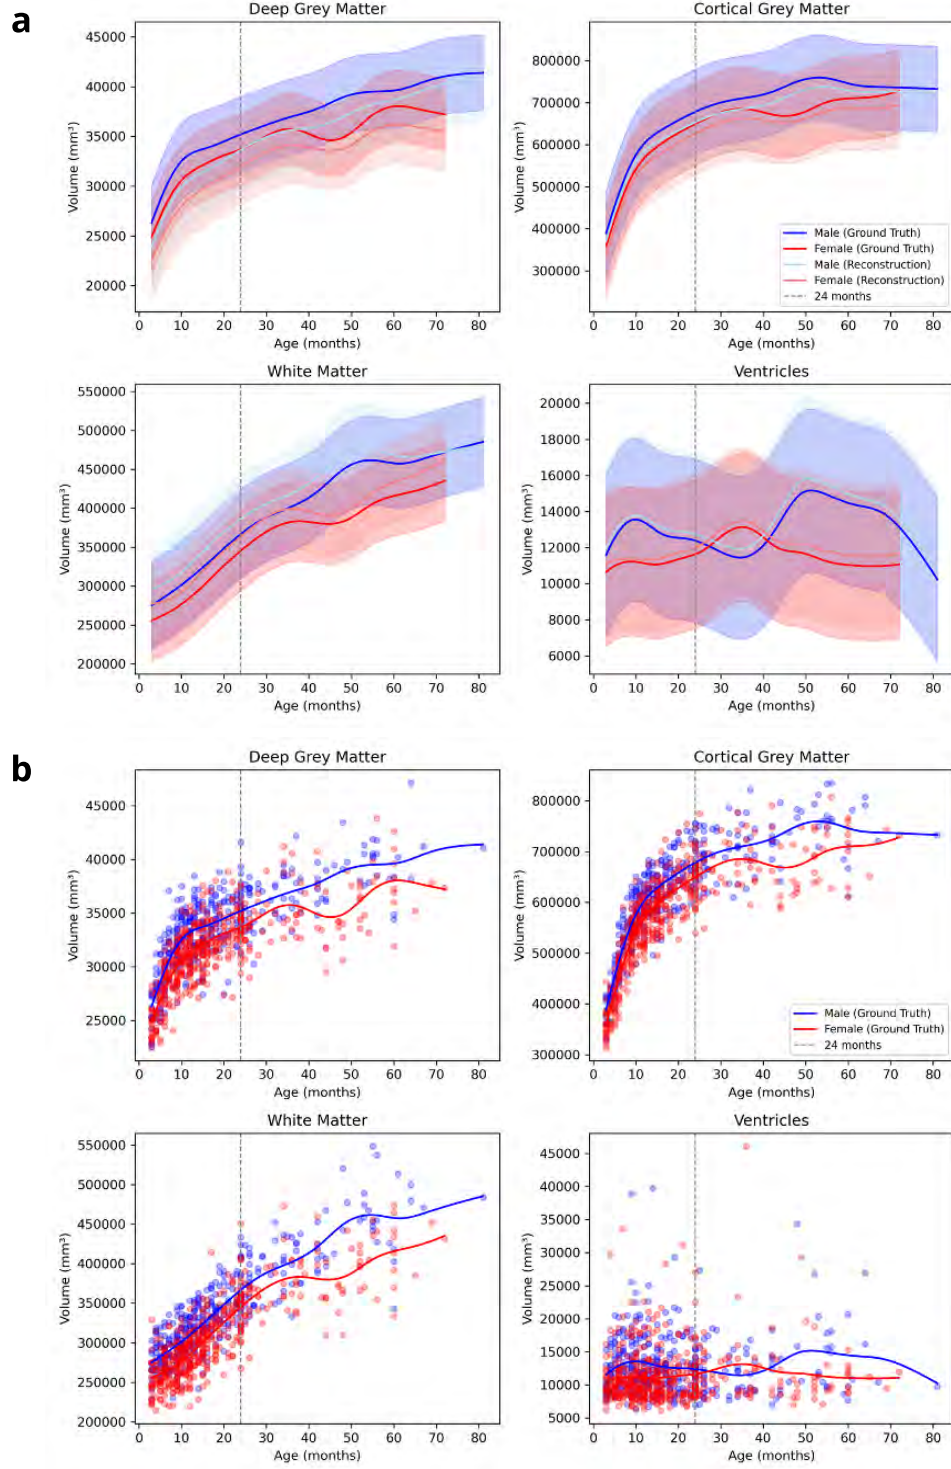 a
Deep Grey Matter
Volume (mm³)
45000
40000
35000
30000
25000
20000
0 10 20 30 40 50 60 70 80
Age (months)
Cortical Grey Matter
Volume (mm³)
800000
700000
600000
500000
400000
300000
Male (Ground Truth)
Female (Ground Truth)
Male (Reconstruction)
Female (Reconstruction)
24 months
0 10 20 30 40 50 60 70 80
Age (months)
White Matter
Volume (mm³)
550000
500000
450000
400000
350000
300000
250000
200000
0 10 20 30 40 50 60 70 80
Age (months)
Ventricles
Volume (mm³)
20000
18000
16000
14000
12000
10000
8000
6000
0 10 20 30 40 50 60 70 80
Age (months)
b
Deep Grey Matter
Volume (mm³)
45000
40000
35000
30000
25000
0 10 20 30 40 50 60 70 80
Age (months)
Cortical Grey Matter
Volume (mm³)
800000
700000
600000
500000
400000
300000
Male (Ground Truth)
Female (Ground Truth)
24 months
0 10 20 30 40 50 60 70 80
Age (months)
White Matter
Volume (mm³)
550000
500000
450000
400000
350000
300000
250000
200000
0 10 20 30 40 50 60 70 80
Age (months)
Ventricles
Volume (mm³)
45000
40000
35000
30000
25000
20000
15000
10000
5000
0 10 20 30 40 50 60 70 80
Age (months)